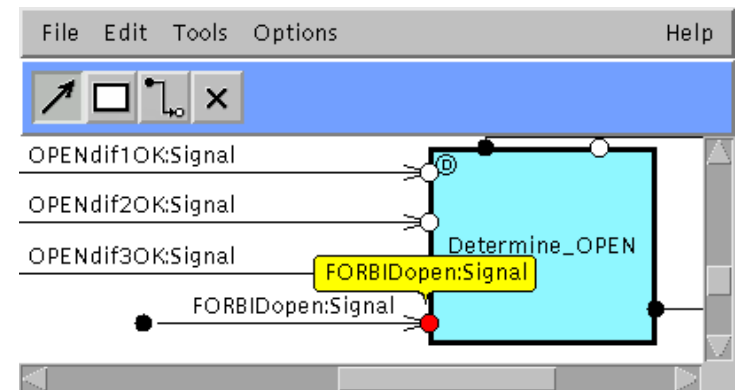 File Edit Tools Options Help
OPENdif1OK:Signal
D
OPENdif2OK:Signal
Determine_OPEN
OPENdif3OK:Signal
FORBIDopen:Signal
FORBIDopen:Signal